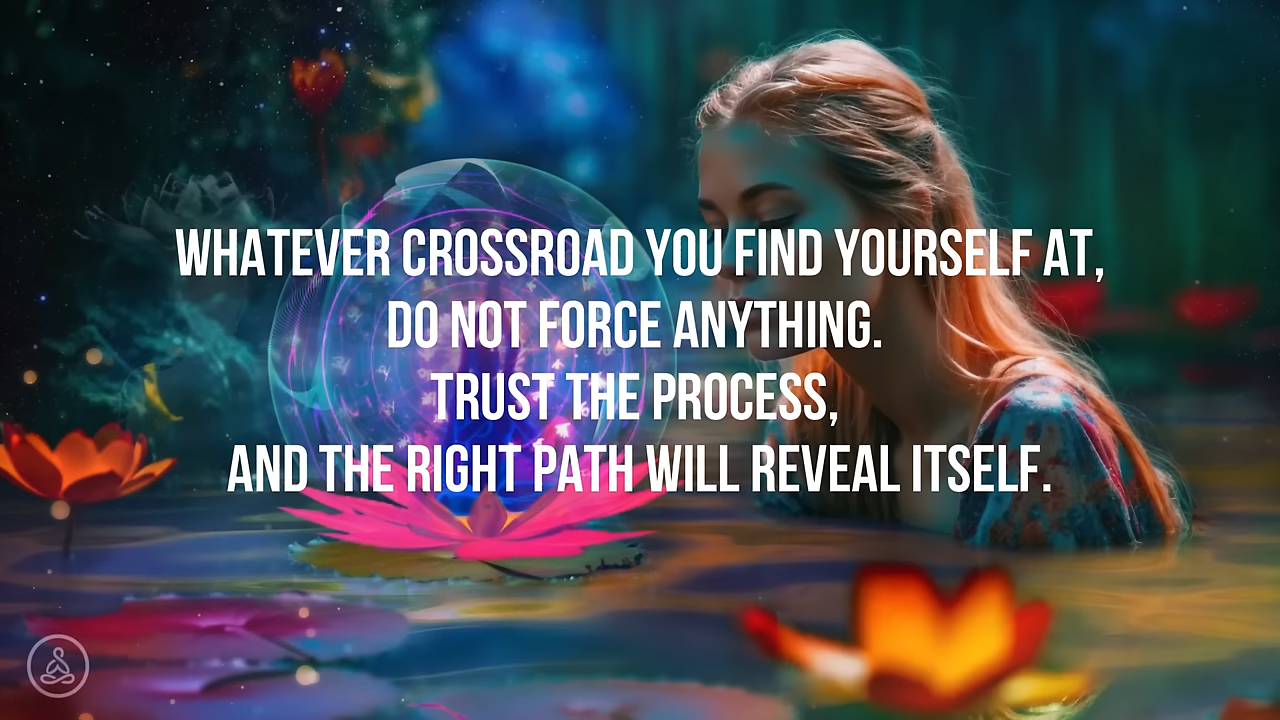 WHATEVER CROSSROAD YOU FIND YOURSELF AT,
DO NOT FORCE ANYTHING.
TRUST THE PROCESS,
AND THE RIGHT PATH WILL REVEAL ITSELF.